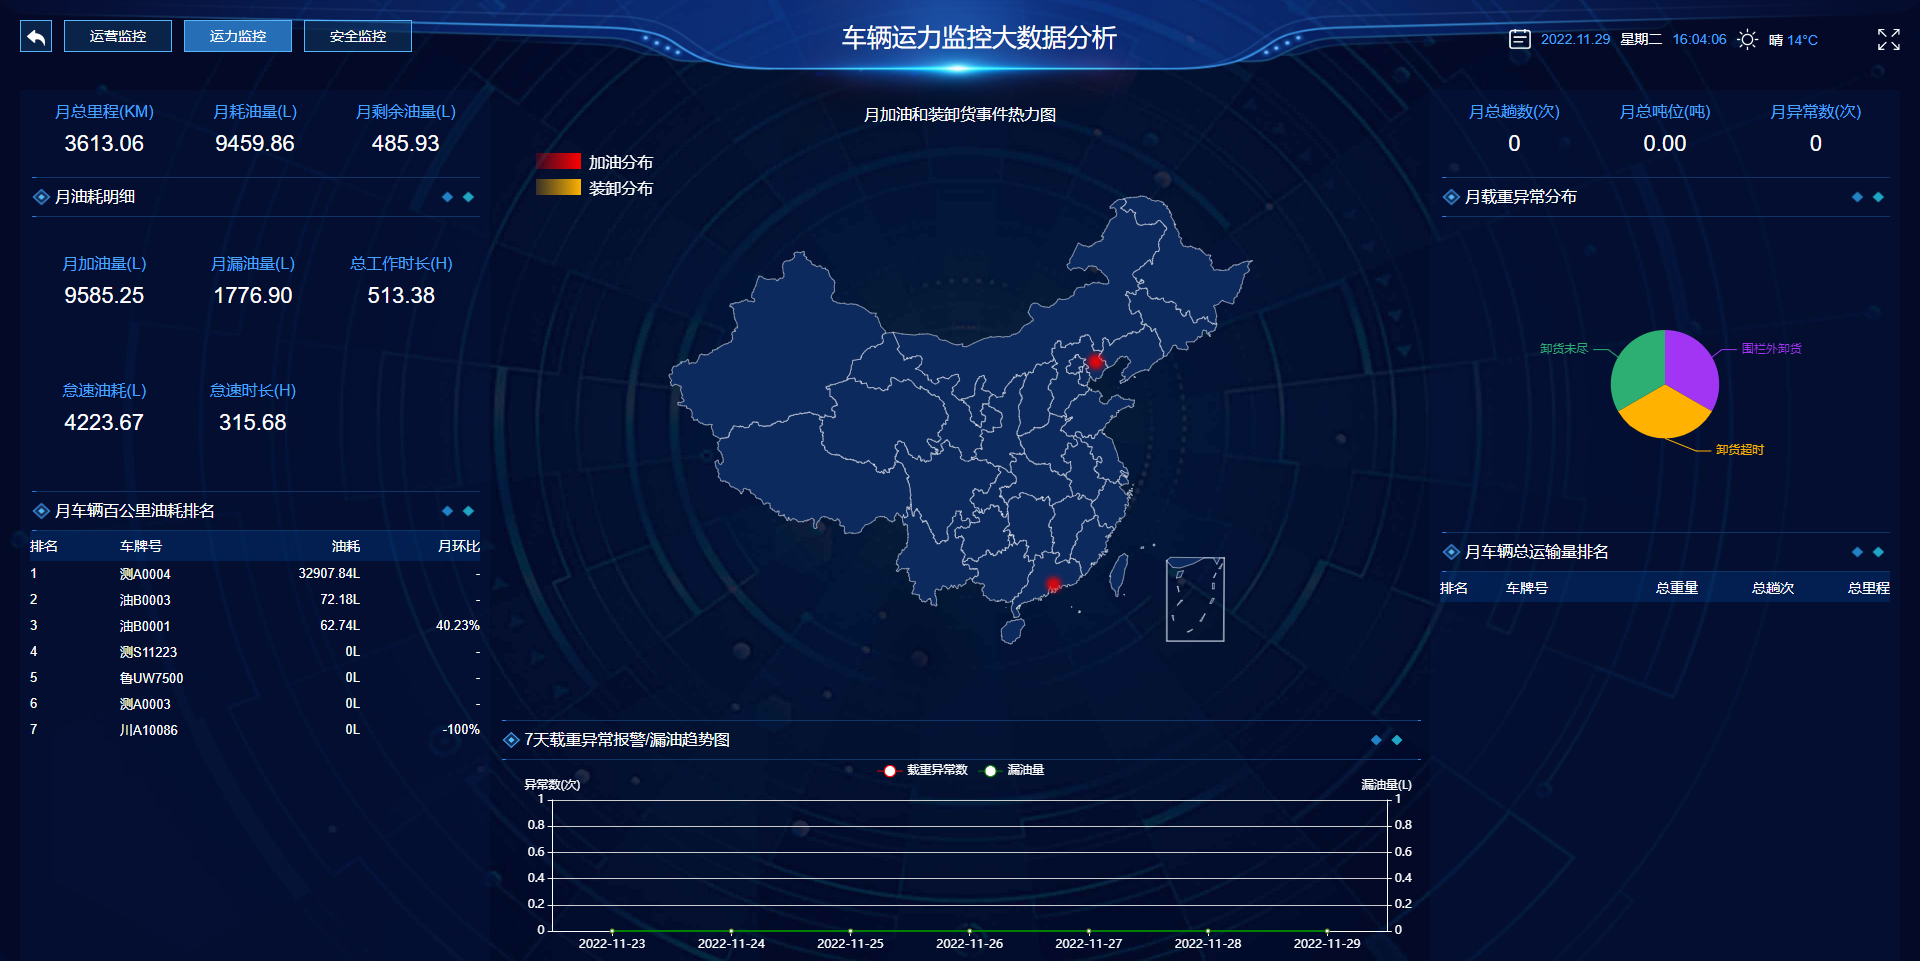 运营监控 运力监控 安全监控
车辆运力监控大数据分析
2022.11.29 星期二 16:04:06 晴 14°C
月总里程(KM) 月耗油量(L) 月剩余油量(L)
3613.06 9459.86 485.93
月油耗明细
月加油量(L) 月漏油量(L) 总工作时长(H)
9585.25 1776.90 513.38
怠速油耗(L) 怠速时长(H)
4223.67 315.68
月车辆百公里油耗排名
排名 车牌号 油耗 月环比
1 测A0004 32907.84L -
2 油B0003 72.18L -
3 油B0001 62.74L 40.23%
4 测S11223 0L -
5 鲁UW7500 0L -
6 测A0003 0L -
7 川A10086 0L -100%
月加油和装卸货事件热力图
加油分布
装卸分布
7天载重异常报警/漏油趋势图
载重异常数 漏油量
异常数(次) 漏油量(L)
1 1
0.8 0.8
0.6 0.6
0.4 0.4
0.2 0.2
0 0
2022-11-23 2022-11-24 2022-11-25 2022-11-26 2022-11-27 2022-11-28 2022-11-29
月总趟数(次) 月总吨位(吨) 月异常数(次)
0 0.00 0
月载重异常分布
卸货未尽 围栏外卸货
卸货超时
月车辆总运输量排名
排名 车牌号 总重量 总趟次 总里程